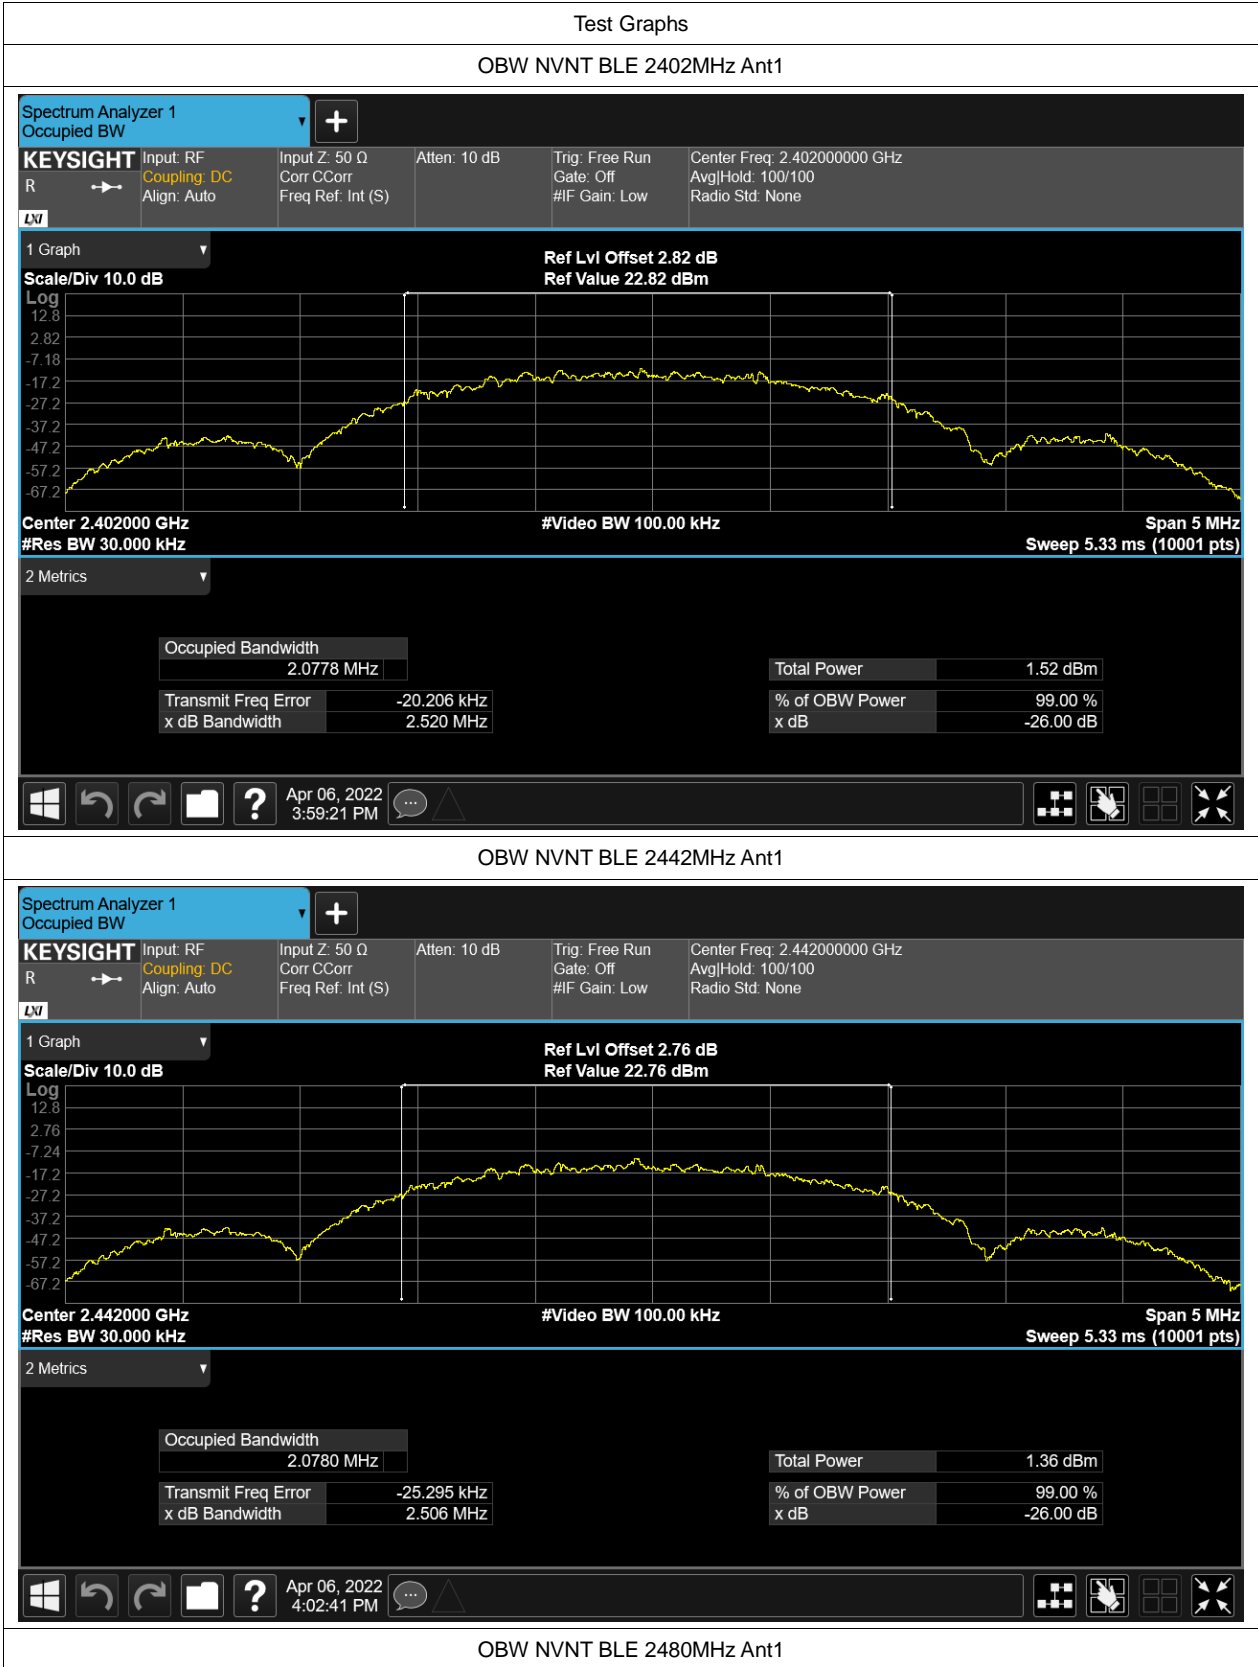 Test Graphs
OBW NVNT BLE 2402MHz Ant1
Spectrum Analyzer 1
Occupied BW
KEYSIGHT
R
LXI
Input: RF
Coupling: DC
Align: Auto
Input Z: 50 Ω
Corr CCorr
Freq Ref: Int (S)
Atten: 10 dB
Trig: Free Run
Gate: Off
#IF Gain: Low
Center Freq: 2.402000000 GHz
Avg|Hold: 100/100
Radio Std: None
1 Graph
Scale/Div 10.0 dB
Ref Lvl Offset 2.82 dB
Ref Value 22.82 dBm
Log
12.8
2.82
-7.18
-17.2
-27.2
-37.2
-47.2
-57.2
-67.2
Center 2.402000 GHz
#Video BW 100.00 kHz
Span 5 MHz
#Res BW 30.000 kHz
Sweep 5.33 ms (10001 pts)
2 Metrics
Occupied Bandwidth
2.0778 MHz
Total Power 1.52 dBm
Transmit Freq Error -20.206 kHz
% of OBW Power 99.00 %
x dB Bandwidth 2.520 MHz
x dB -26.00 dB
?
Apr 06, 2022
3:59:21 PM
OBW NVNT BLE 2442MHz Ant1
Spectrum Analyzer 1
Occupied BW
KEYSIGHT
R
LXI
Input: RF
Coupling: DC
Align: Auto
Input Z: 50 Ω
Corr CCorr
Freq Ref: Int (S)
Atten: 10 dB
Trig: Free Run
Gate: Off
#IF Gain: Low
Center Freq: 2.442000000 GHz
Avg|Hold: 100/100
Radio Std: None
1 Graph
Scale/Div 10.0 dB
Ref Lvl Offset 2.76 dB
Ref Value 22.76 dBm
Log
12.8
2.76
-7.24
-17.2
-27.2
-37.2
-47.2
-57.2
-67.2
Center 2.442000 GHz
#Video BW 100.00 kHz
Span 5 MHz
#Res BW 30.000 kHz
Sweep 5.33 ms (10001 pts)
2 Metrics
Occupied Bandwidth
2.0780 MHz
Total Power 1.36 dBm
Transmit Freq Error -25.295 kHz
% of OBW Power 99.00 %
x dB Bandwidth 2.506 MHz
x dB -26.00 dB
?
Apr 06, 2022
4:02:41 PM
OBW NVNT BLE 2480MHz Ant1